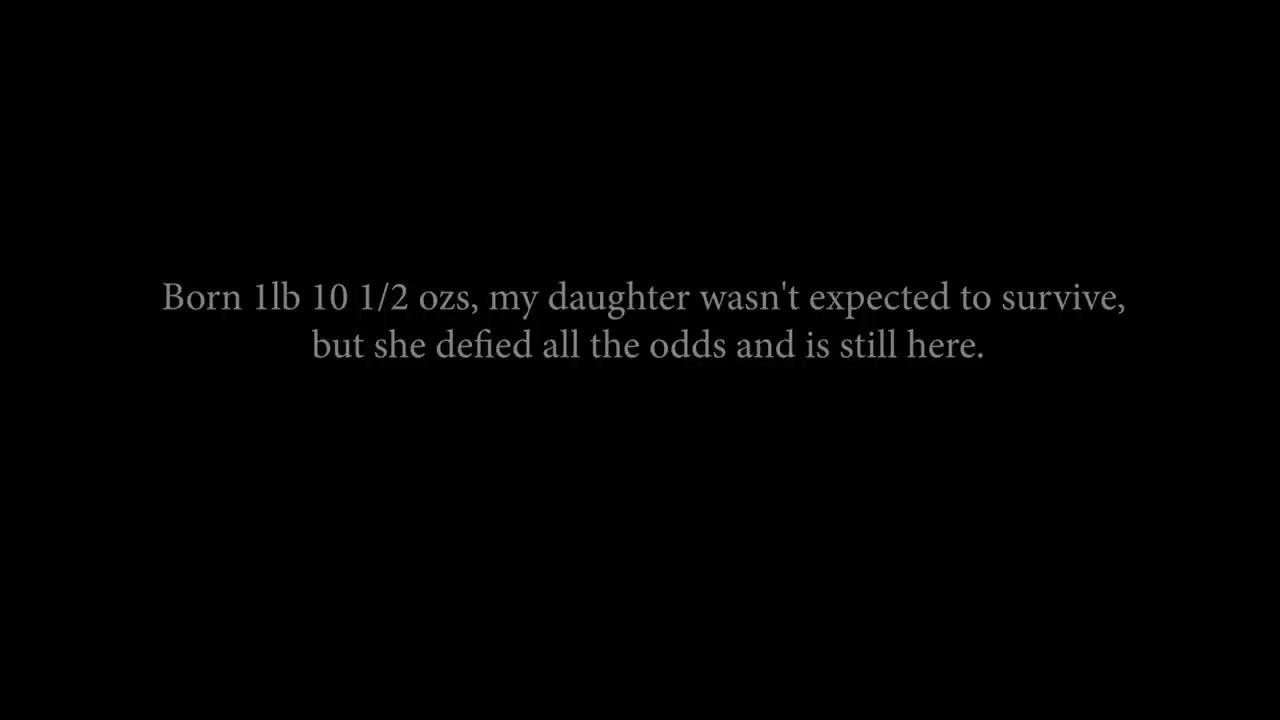 Born 1lb 10 1/2 ozs, my daughter wasn't expected to survive,
but she defied all the odds and is still here.